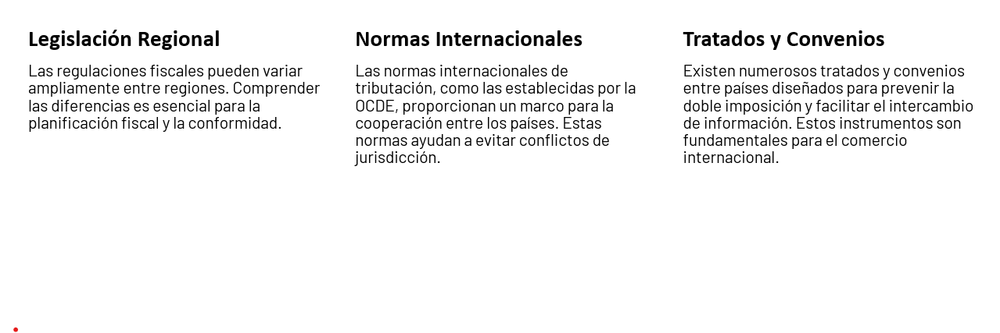 Legislación Regional
Las regulaciones fiscales pueden variar
ampliamente entre regiones. Comprender
las diferencias es esencial para la
planificación fiscal y la conformidad.
Normas Internacionales
Las normas internacionales de
tributación, como las establecidas por la
OCDE, proporcionan un marco para la
cooperación entre los países. Estas
normas ayudan a evitar conflictos de
jurisdicción.
Tratados y Convenios
Existen numerosos tratados y convenios
entre países diseñados para prevenir la
doble imposición y facilitar el intercambio
de información. Estos instrumentos son
fundamentales para el comercio
internacional.